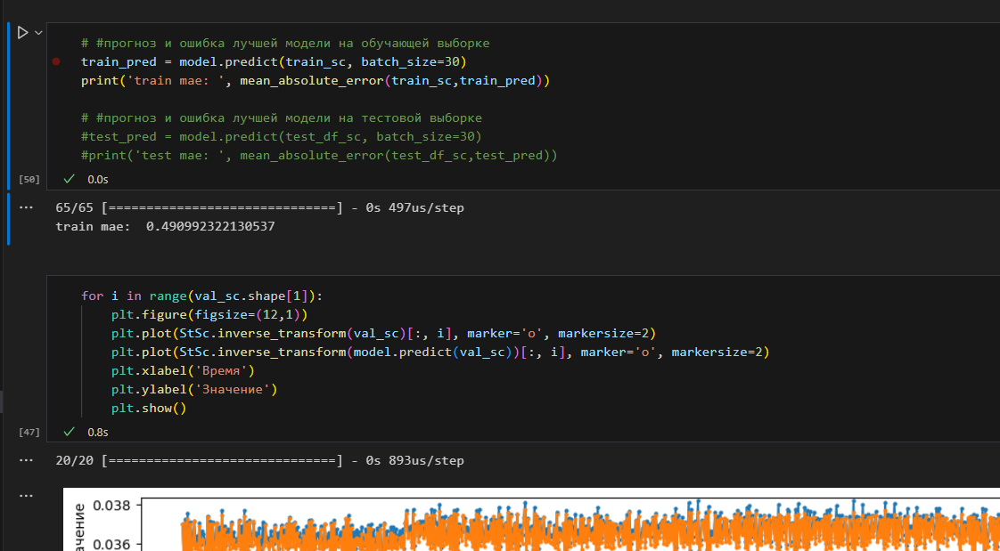 # #прогноз и ошибка лучшей модели на обучающей выборке
train_pred = model.predict(train_sc, batch_size=30)
print('train mae: ', mean_absolute_error(train_sc,train_pred))
# #прогноз и ошибка лучшей модели на тестовой выборке
#test_pred = model.predict(test_df_sc, batch_size=30)
#print('test mae: ', mean_absolute_error(test_df_sc,test_pred))
[50] 0.0s
... 65/65 [==============================] - 0s 497us/step
train mae:  0.490992322130537
for i in range(val_sc.shape[1]):
    plt.figure(figsize=(12,1))
    plt.plot(StSc.inverse_transform(val_sc)[:, i], marker='o', markersize=2)
    plt.plot(StSc.inverse_transform(model.predict(val_sc))[:, i], marker='o', markersize=2)
    plt.xlabel('Время')
    plt.ylabel('Значение')
    plt.show()
[47] 0.8s
... 20/20 [==============================] - 0s 893us/step
...
0.038
0.036